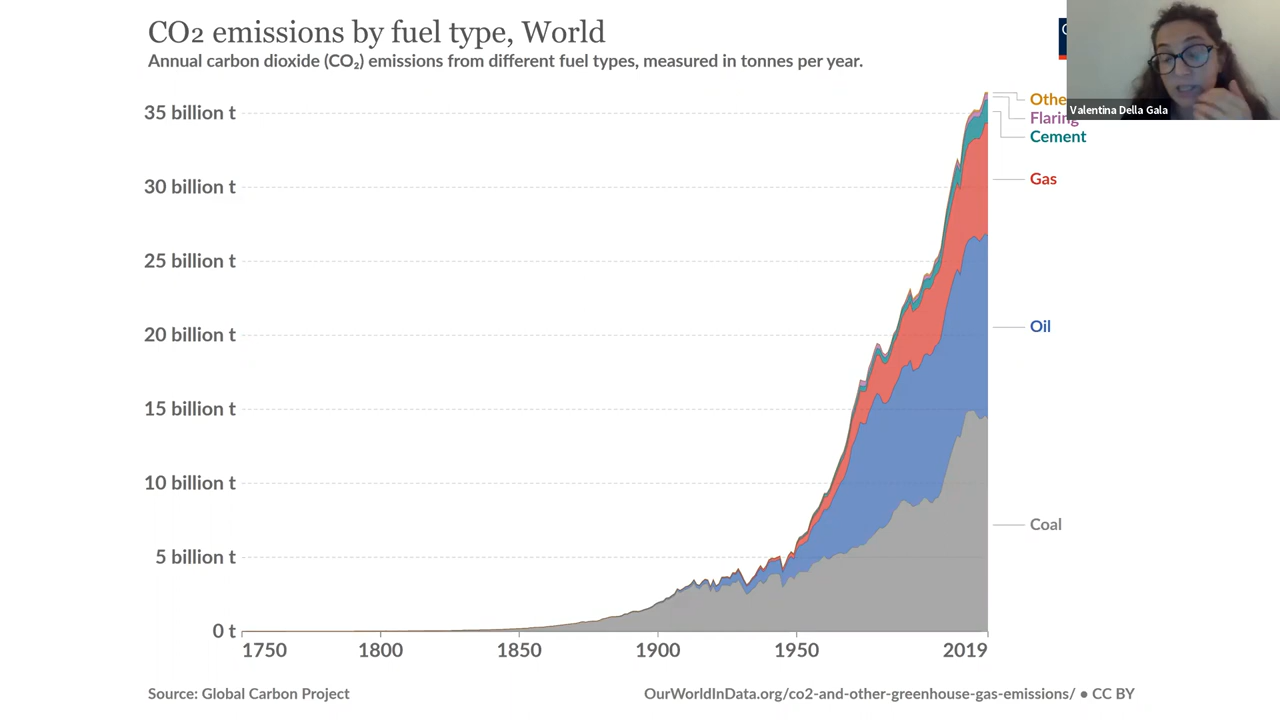 CO2 emissions by fuel type, World
Annual carbon dioxide (CO₂) emissions from different fuel types, measured in tonnes per year.
Valentina Della Gala
35 billion t
30 billion t
25 billion t
20 billion t
15 billion t
10 billion t
5 billion t
0 t
Othe
Flaring
Cement
Gas
Oil
Coal
1750
1800
1850
1900
1950
2019
Source: Global Carbon Project
OurWorldInData.org/co2-and-other-greenhouse-gas-emissions/ ● CC BY